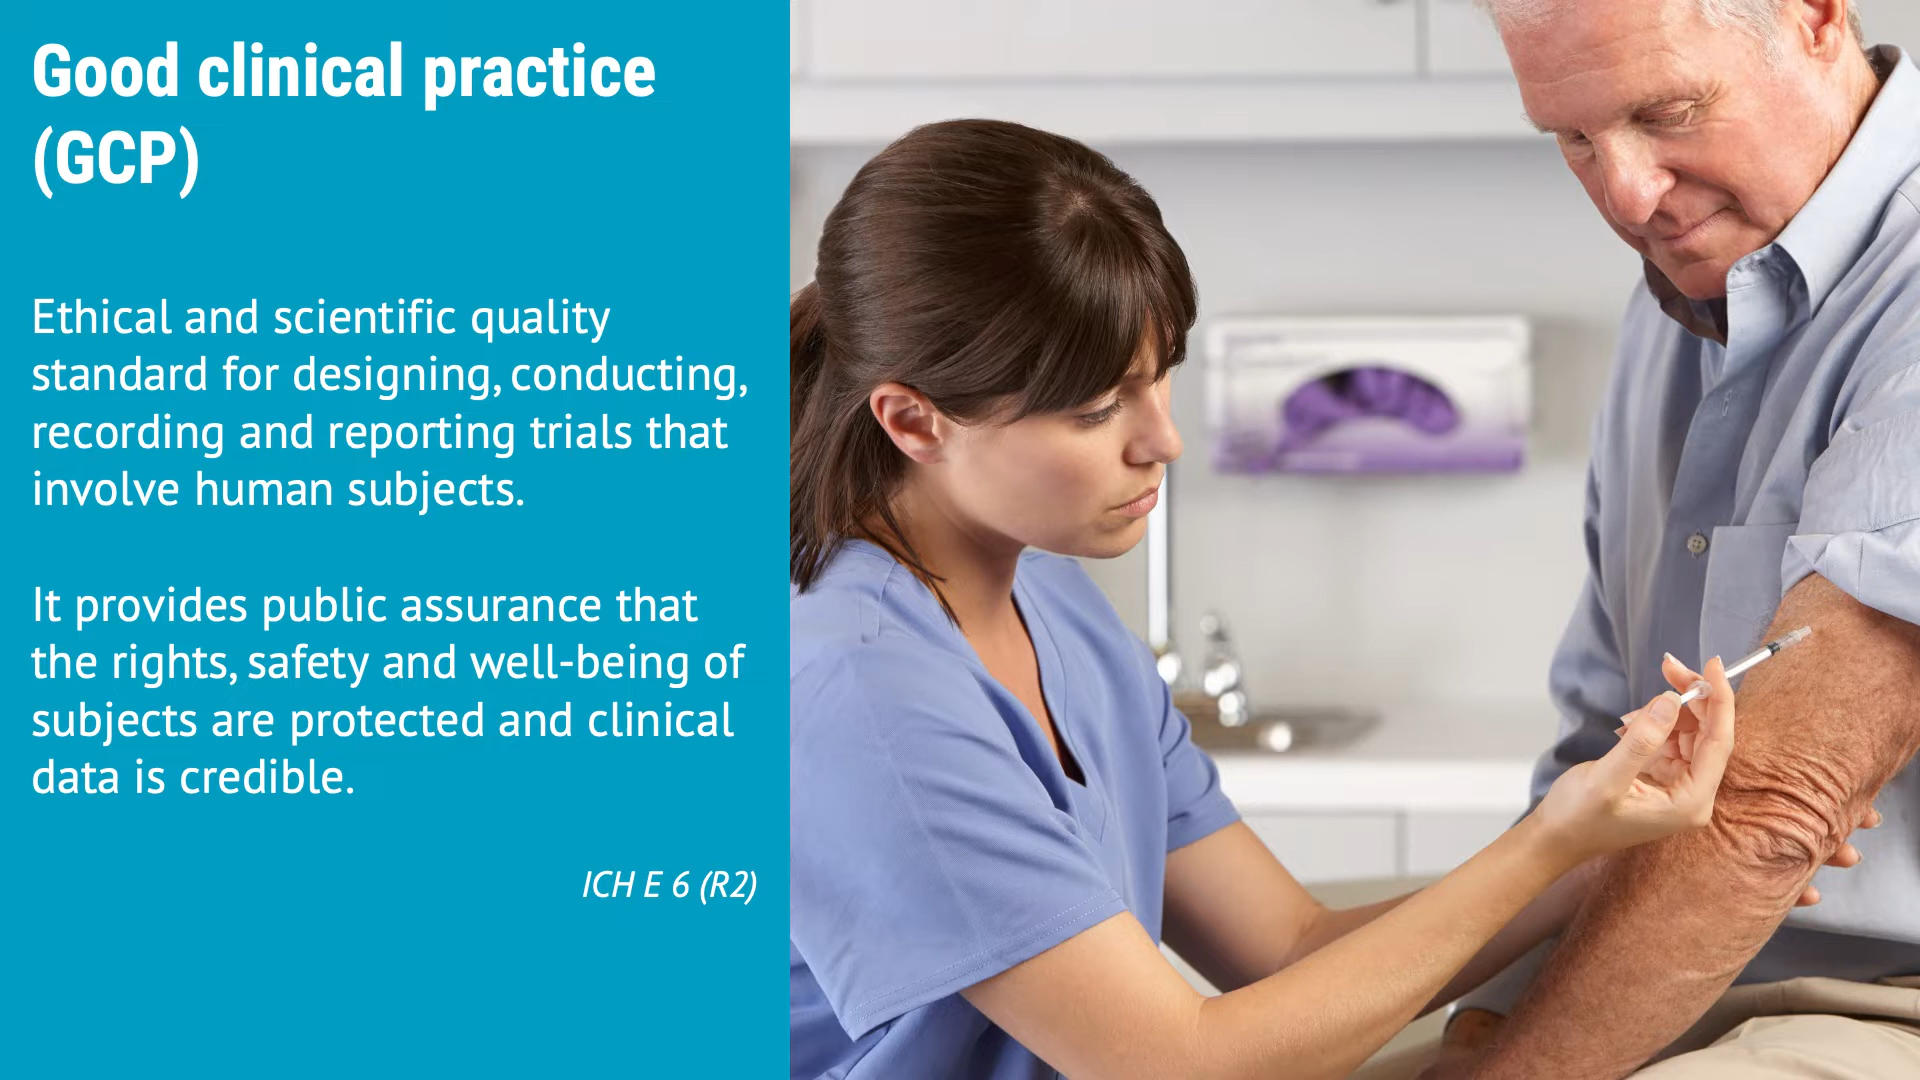 Good clinical practice
(GCP)
Ethical and scientific quality
standard for designing, conducting,
recording and reporting trials that
involve human subjects.
It provides public assurance that
the rights, safety and well-being of
subjects are protected and clinical
data is credible.
ICH E 6 (R2)